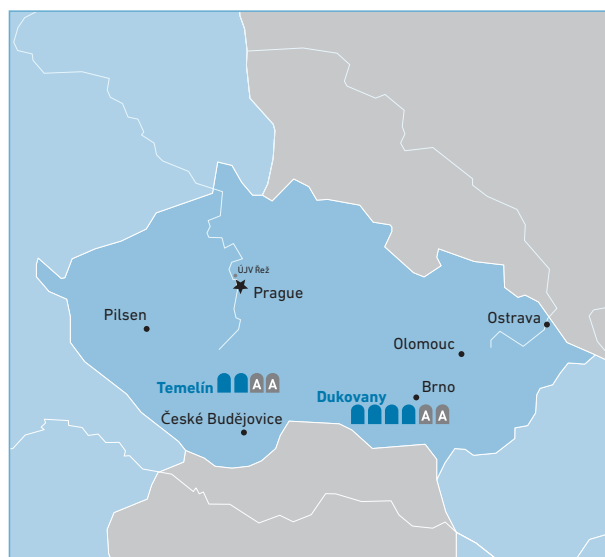 ÚJV Řež
Prague
Pilsen
Ostrava
Olomouc
Temelín
A A
Dukovany
Brno
A A
České Budějovice